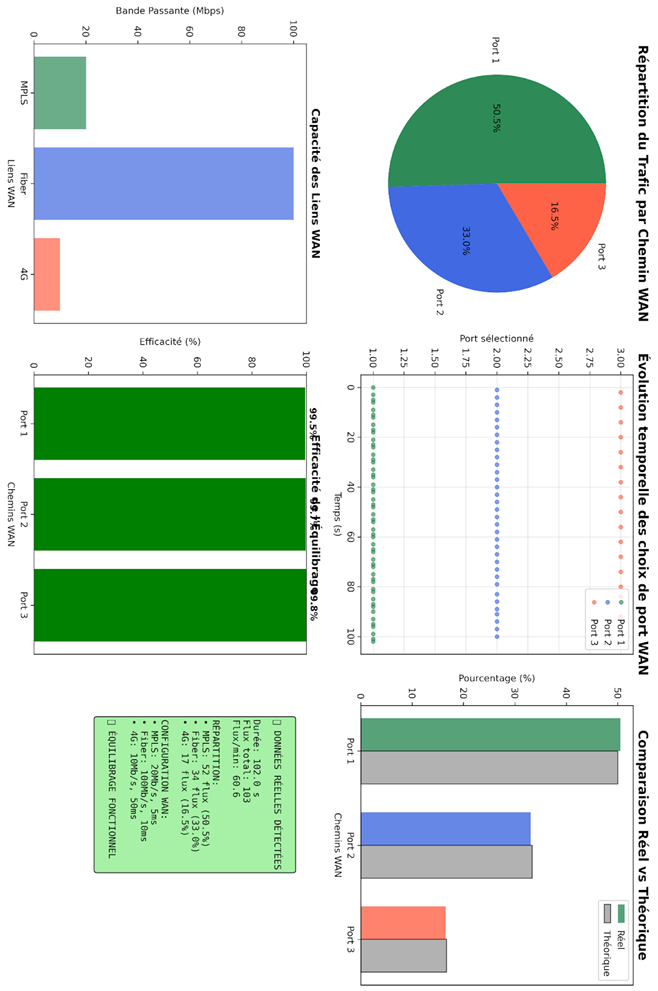 Répartition du Trafic par Chemin WAN
Port 1
50.5%
Port 2
33.0%
Port 3
16.5%
Évolution temporelle des choix de port WAN
Port sélectionné
3.00
2.75
2.50
2.25
2.00
1.75
1.50
1.25
1.00
0
20
40
60
80
100
Temps (s)
Port 1
Port 2
Port 3
Comparaison Réel vs Théorique
Pourcentage (%)
50
40
30
20
10
0
Port 1
Port 2
Port 3
Chemins WAN
Réel
Théorique
Capacité des Liens WAN
Bande Passante (Mbps)
100
80
60
40
20
0
MPLS
Fiber
4G
Liens WAN
Efficacité de l'Équilibrage
99.5%
99.7%
99.8%
Efficacité (%)
100
80
60
40
20
0
Port 1
Port 2
Port 3
Chemins WAN
DONNÉES RÉELLES DÉTECTÉES
Durée: 102.0 s
Flux total: 103
Flux/min: 60.6
RÉPARTITION:
• MPLS: 52 flux (50.5%)
• Fiber: 34 flux (33.0%)
• 4G: 17 flux (16.5%)
CONFIGURATION WAN:
• MPLS: 20Mb/s, 5ms
• Fiber: 100Mb/s, 10ms
• 4G: 10Mb/s, 50ms
ÉQUILIBRAGE FONCTIONNEL